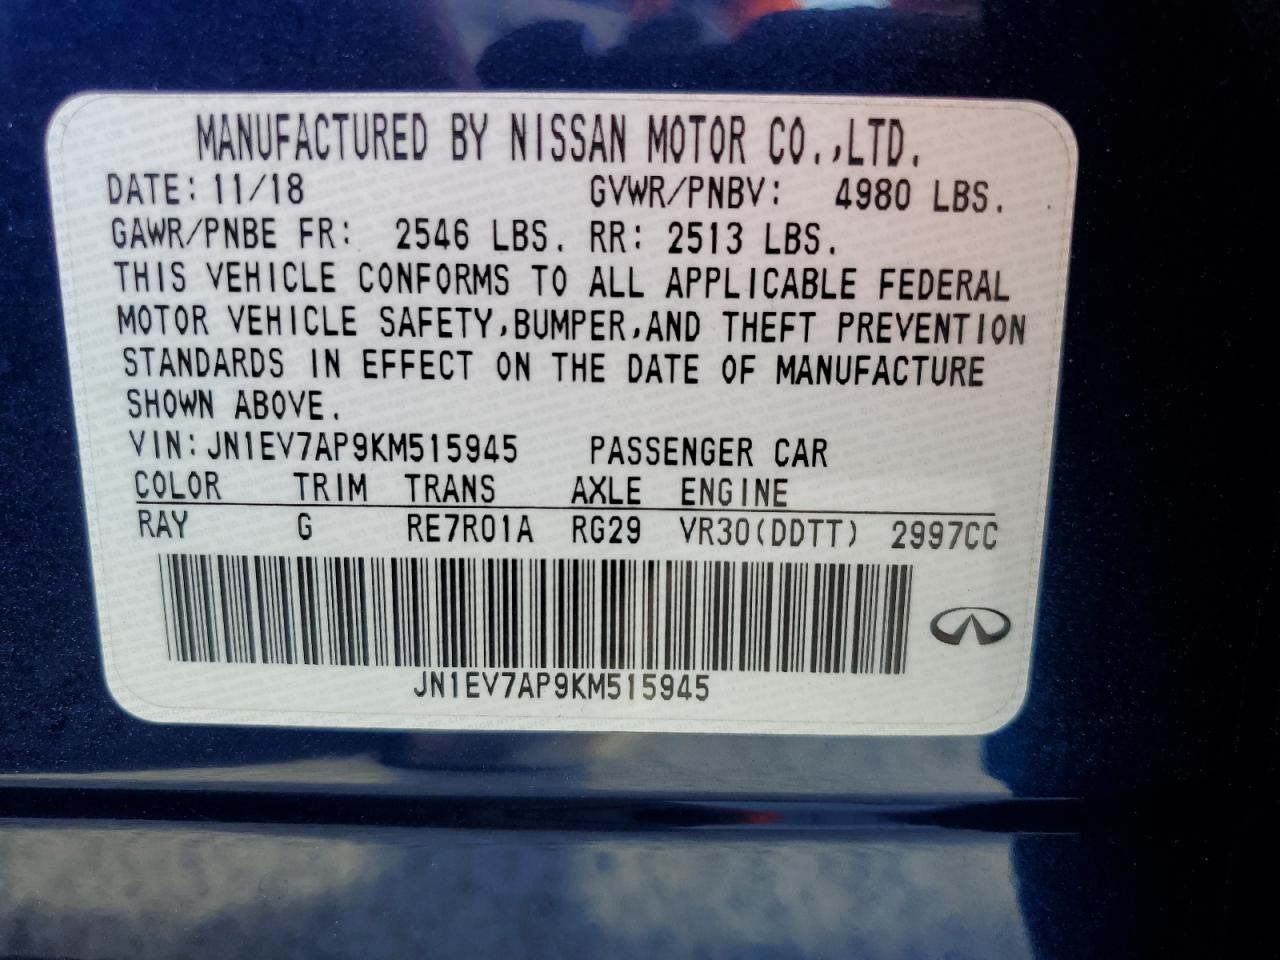 MANUFACTURED BY NISSAN MOTOR CO.,LTD.
DATE: 11/18 GVWR/PNBV: 4980 LBS.
GAWR/PNBE FR: 2546 LBS. RR: 2513 LBS.
THIS VEHICLE CONFORMS TO ALL APPLICABLE FEDERAL
MOTOR VEHICLE SAFETY,BUMPER,AND THEFT PREVENTION
STANDARDS IN EFFECT ON THE DATE OF MANUFACTURE
SHOWN ABOVE.
VIN:JN1EV7AP9KM515945 PASSENGER CAR
COLOR TRIM TRANS AXLE ENGINE
RAY G RE7R01A RG29 VR30(DDTT) 2997CC
JN1EV7AP9KM515945